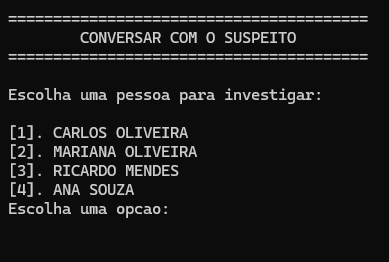 ========================================
CONVERSAR COM O SUSPEITO
========================================
Escolha uma pessoa para investigar:
[1]. CARLOS OLIVEIRA
[2]. MARIANA OLIVEIRA
[3]. RICARDO MENDES
[4]. ANA SOUZA
Escolha uma opcao: